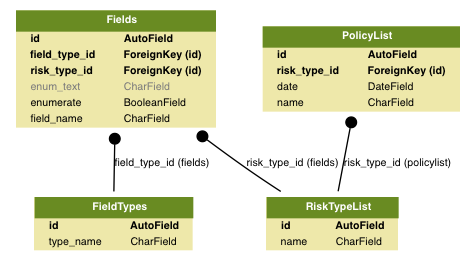 Fields
id AutoField
field_type_id ForeignKey (id)
risk_type_id ForeignKey (id)
enum_text CharField
enumerate BooleanField
field_name CharField
PolicyList
id AutoField
risk_type_id ForeignKey (id)
date DateField
name CharField
field_type_id (fields)
risk_type_id (fields)
risk_type_id (policylist)
FieldTypes
id AutoField
type_name CharField
RiskTypeList
id AutoField
name CharField